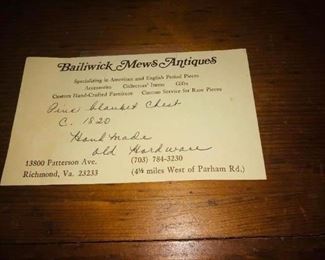 Bailiwick Mews Antiques
Specializing in American and English Period Pieces
Accessories Collectors' Items Gifts
Custom Hand-Crafted Furniture Custom Service for Rare Pieces
Pine blanket Chest
C. 1820
Hand made
old Hardware
13800 Patterson Ave. (703) 784-3230
Richmond, Va. 23233 (4½ miles West of Parham Rd.)